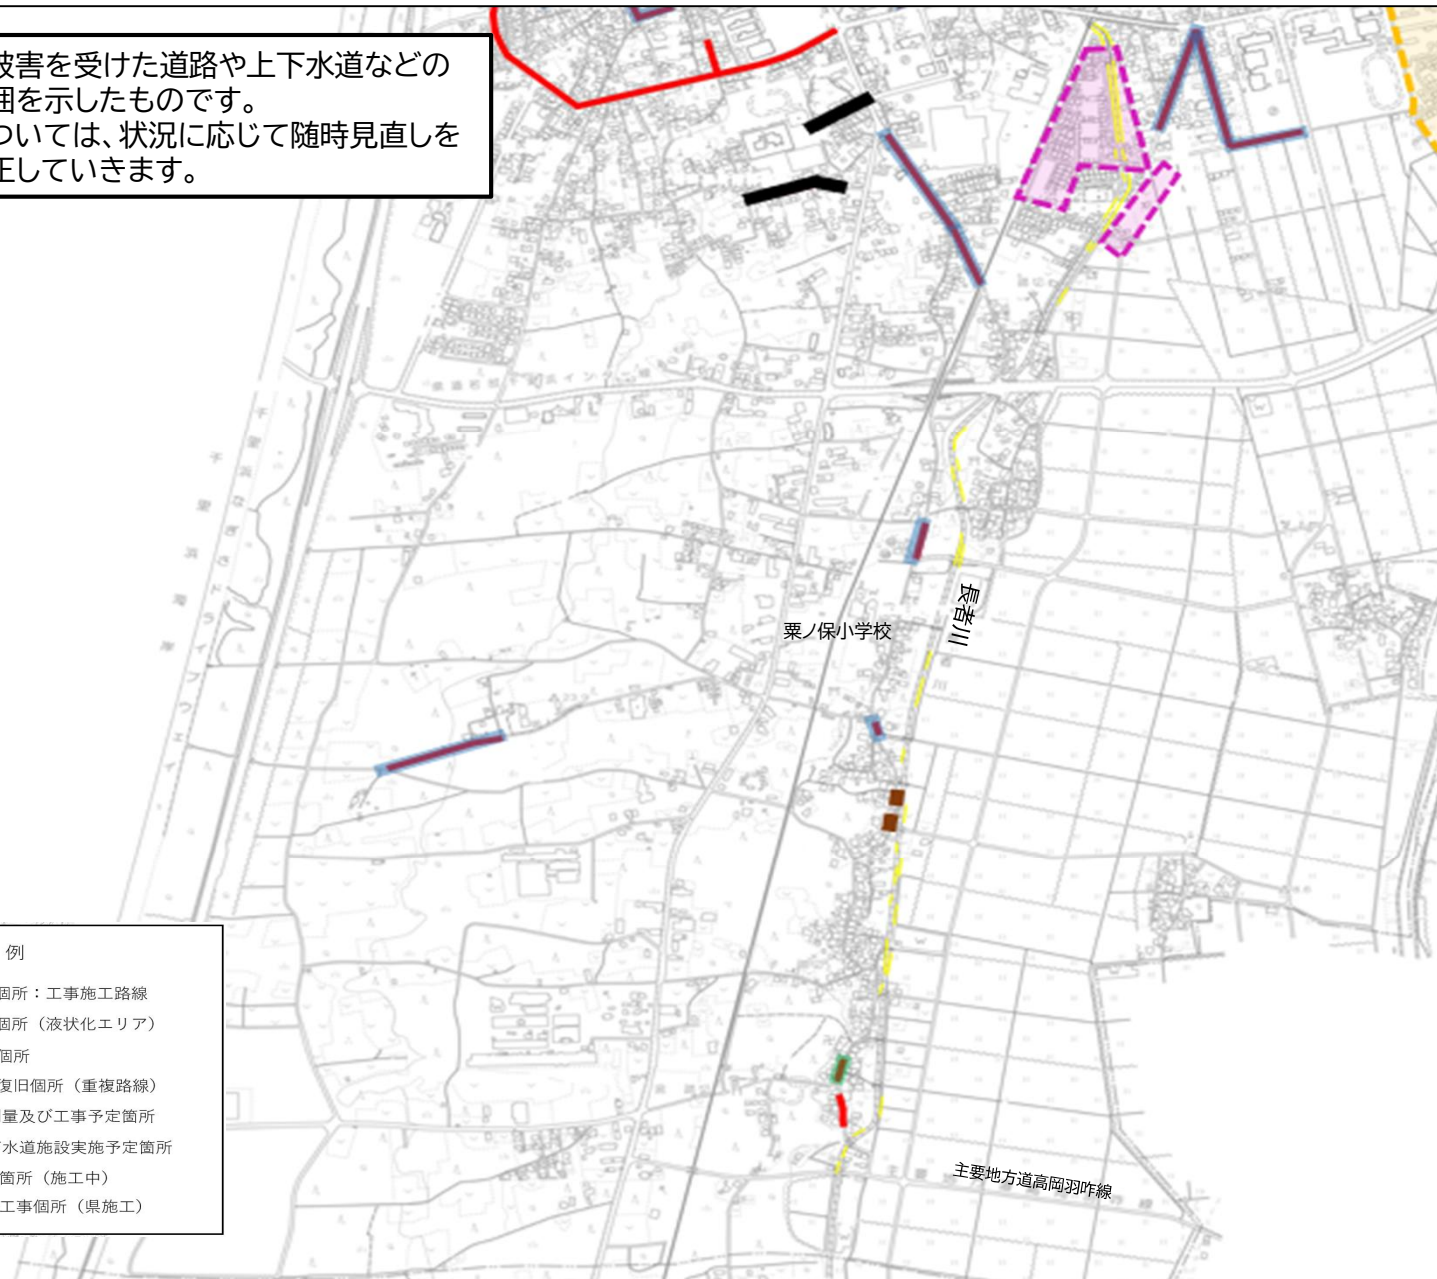 被害を受けた道路や上下水道などの
囲を示したものです。
ついては、状況に応じて随時見直しを
正していきます。
粟ノ保小学校
長者川
例
個所：工事施工路線
個所（液状化エリア）
個所
復旧個所（重複路線）
量及び工事予定箇所
水道施設実施予定箇所
箇所（施工中）
工事個所（県施工）
主要地方道高岡羽咋線